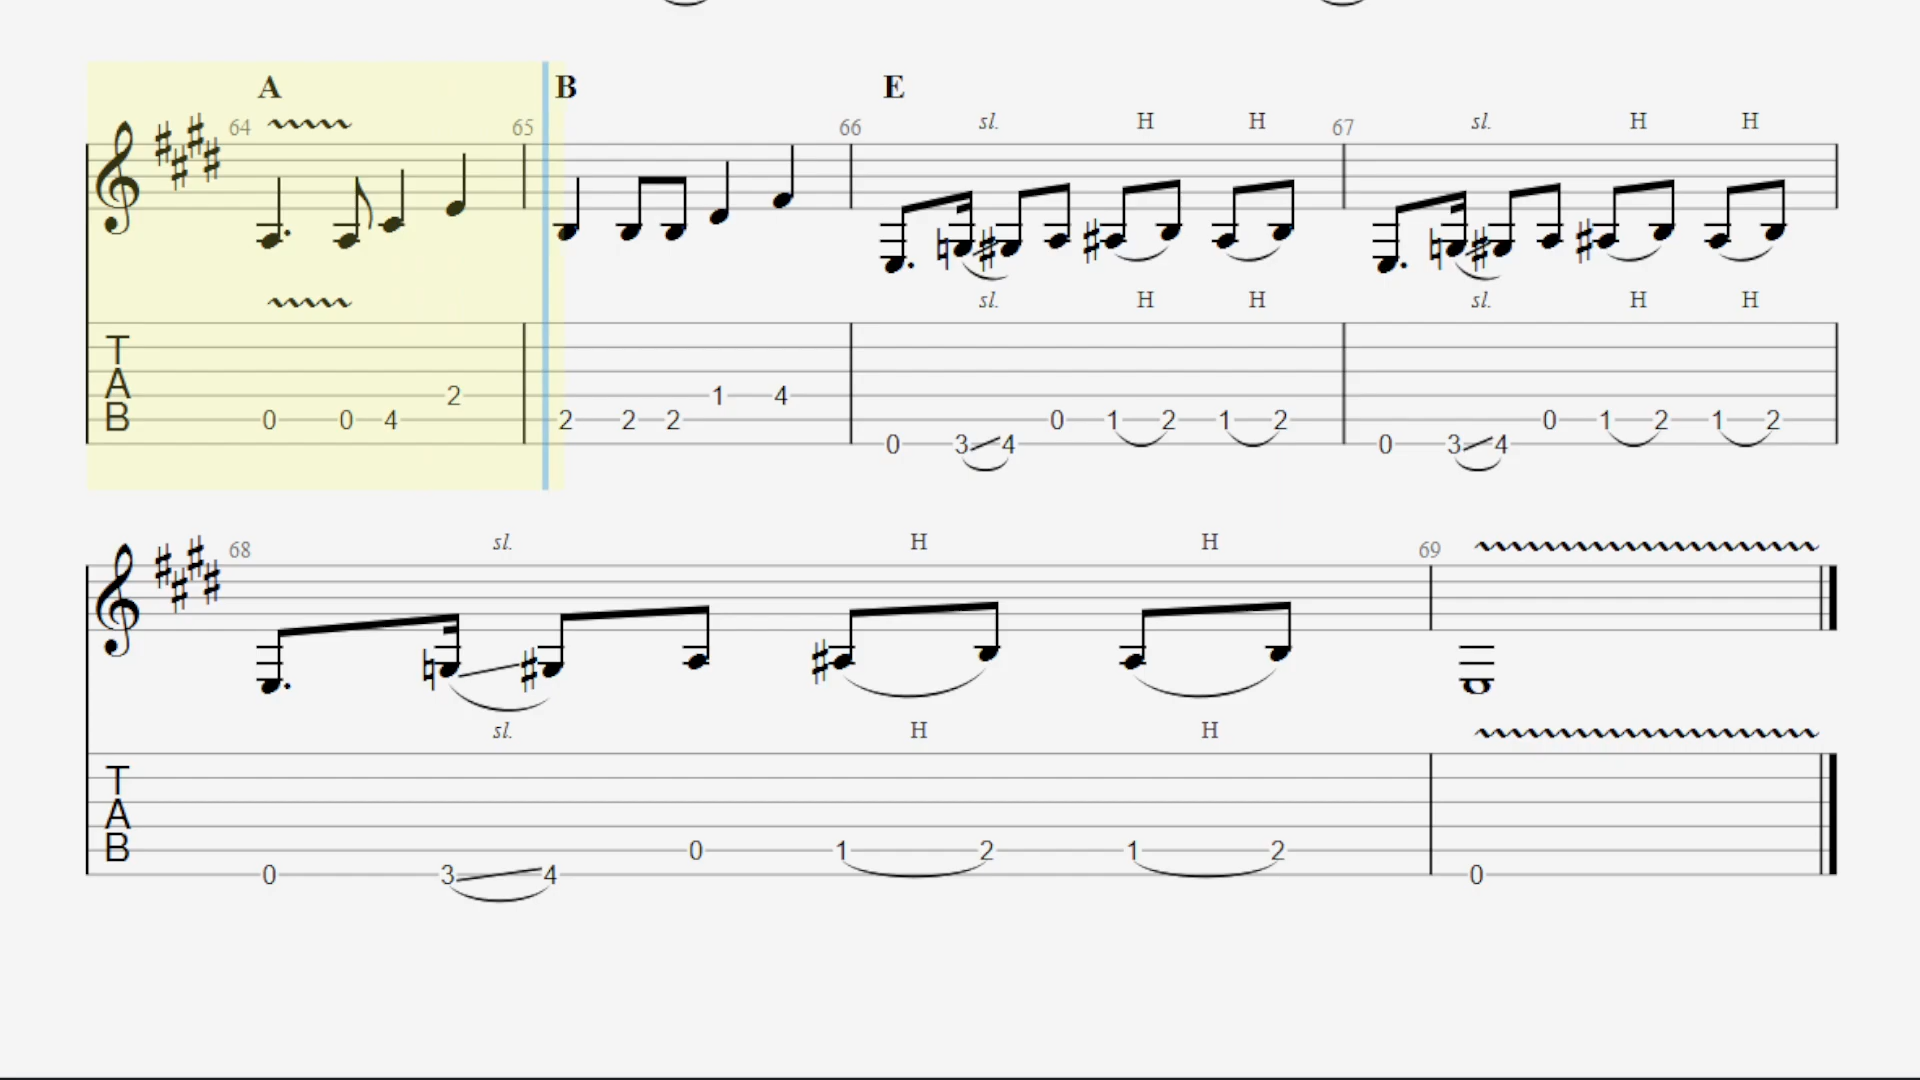 A B E
64 65 66 sl. H H 67 sl. H H
sl. H H sl. H H
T
A 2 1 4
B 0 0 4 2 2 2 0 1 2 1 2 0 1 2 1 2
0 3 4 0 3 4
68 sl. H H 69
sl. H H
T
A
B 0 1 2 1 2
0 3 4 0